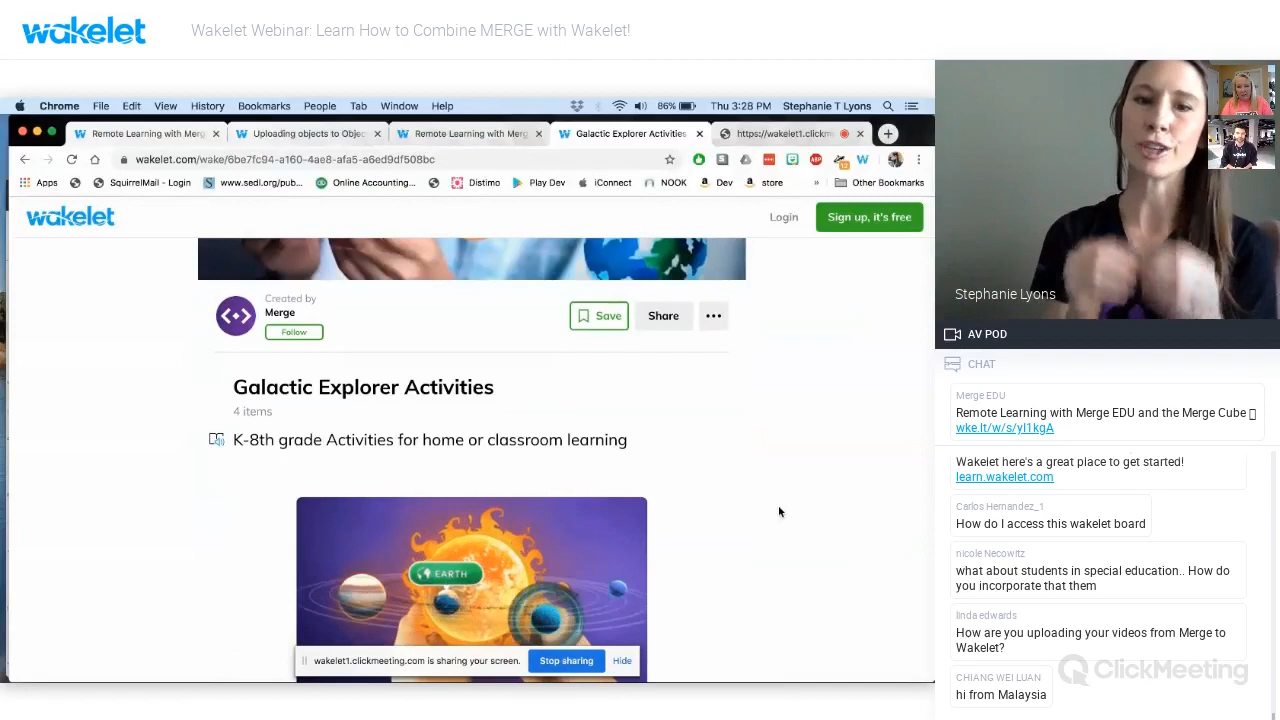 wakelet
Wakelet Webinar: Learn How to Combine MERGE with Wakelet!
Chrome File Edit View History Bookmarks People Tab Window Help
86% Thu 3:28 PM Stephanie T Lyons
Remote Learning with Merg
Uploading objects to Objec
Remote Learning with Merg
Galactic Explorer Activities
https://wakelet1.clickm
wakelet.com/wake/6be7fc94-a160-4ae8-afa5-a6ed9df508bc
ABP
12
Apps
SquirrelMail - Login
www.sedl.org/pub...
Online Accounting...
Distimo
Play Dev
iConnect
NOOK
Dev
store
»
Other Bookmarks
wakelet
Login
Sign up, it's free
Created by
Merge
Follow
Save
Share
Galactic Explorer Activities
4 items
K-8th grade Activities for home or classroom learning
EARTH
wakelet1.clickmeeting.com is sharing your screen.
Stop sharing
Hide
Stephanie Lyons
AV POD
CHAT
Merge EDU
Remote Learning with Merge EDU and the Merge Cube
wke.lt/w/s/yI1kgA
Wakelet here's a great place to get started!
learn.wakelet.com
Carlos Hernandez_1
How do I access this wakelet board
nicole Necowitz
what about students in special education.. How do
you incorporate that them
linda edwards
How are you uploading your videos from Merge to
Wakelet?
CHIANG WEI LUAN
hi from Malaysia
ClickMeeting